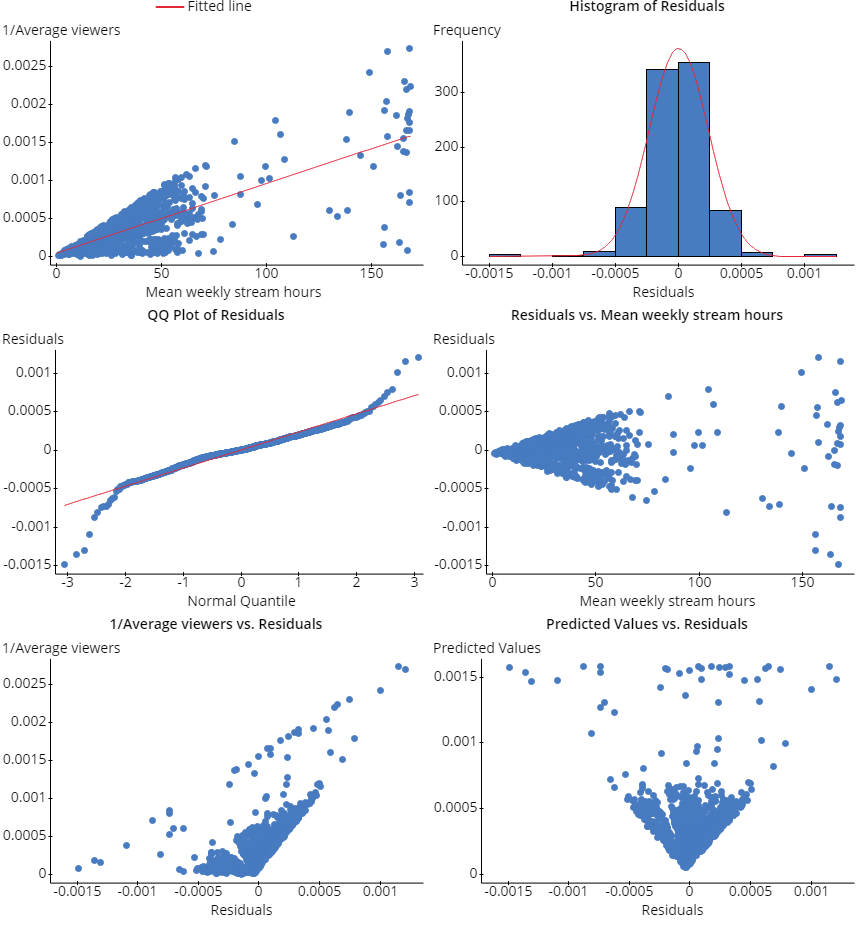 Fitted line
1/Average viewers
0.0025
0.002
0.0015
0.001
0.0005
0
0 50 100 150
Mean weekly stream hours
Histogram of Residuals
Frequency
300
200
100
0
-0.0015 -0.001 -0.0005 0 0.0005 0.001
Residuals
QQ Plot of Residuals
Residuals
0.001
0.0005
0
-0.0005
-0.001
-0.0015
-3 -2 -1 0 1 2 3
Normal Quantile
Residuals vs. Mean weekly stream hours
Residuals
0.001
0.0005
0
-0.0005
-0.001
-0.0015
0 50 100 150
Mean weekly stream hours
1/Average viewers vs. Residuals
1/Average viewers
0.0025
0.002
0.0015
0.001
0.0005
0
-0.0015 -0.001 -0.0005 0 0.0005 0.001
Residuals
Predicted Values vs. Residuals
Predicted Values
0.0015
0.001
0.0005
0
-0.0015 -0.001 -0.0005 0 0.0005 0.001
Residuals